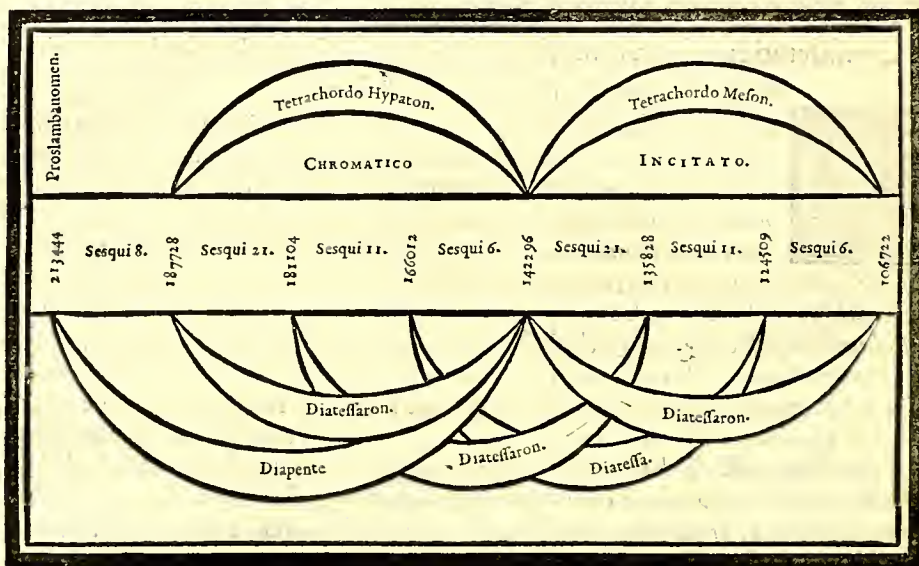 Proslambanomen.
Tetrachordo Hypaton.
Tetrachordo Meſon.
CHROMATICO
INCITATO.
213444
Sesqui 8.
187728
Sesqui 21.
181104
Sesqui 11.
166012
Sesqui 6.
142296
Sesqui 21.
135828
Sesqui 11.
124509
Sesqui 6.
106722
Diateſſaron.
Diateſſaron.
Diapente
Diateſſaron.
Diateſſa.